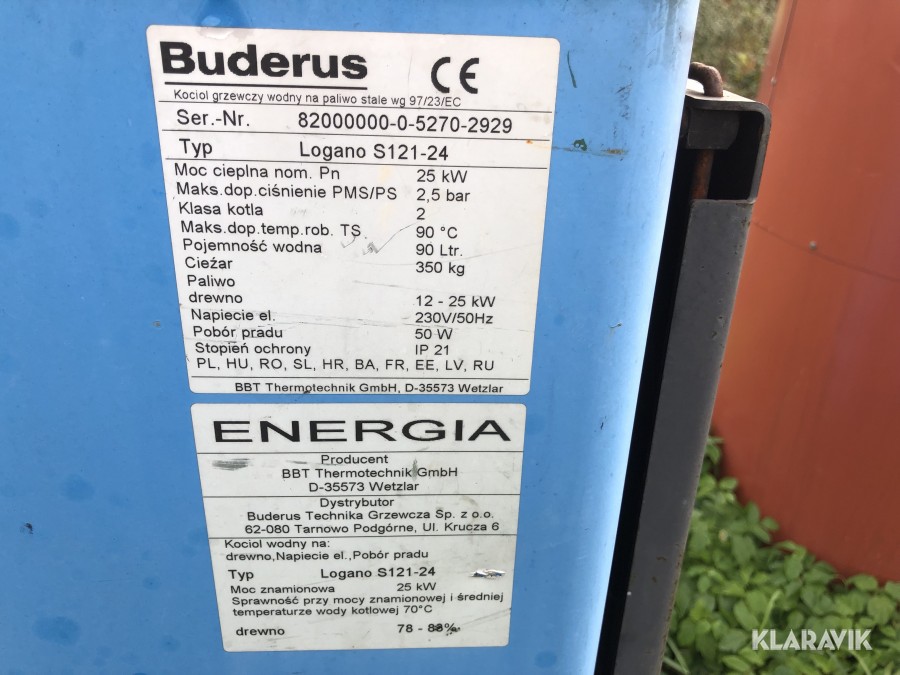 Buderus CE
Kociol grzewczy wodny na paliwo stale wg 97/23/EC
Ser.-Nr. 82000000-0-5270-2929
Typ Logano S121-24
Moc cieplna nom. Pn 25 kW
Maks.dop.ciśnienie PMS/PS 2,5 bar
Klasa kotla 2
Maks.dop.temp.rob. TS. 90 °C
Pojemność wodna 90 Ltr.
Cieźar 350 kg
Paliwo
drewno 12 - 25 kW
Napiecie el. 230V/50Hz
Pobór pradu 50 W
Stopień ochrony IP 21
PL, HU, RO, SL, HR, BA, FR, EE, LV, RU
BBT Thermotechnik GmbH, D-35573 Wetzlar
ENERGIA
Producent
BBT Thermotechnik GmbH
D-35573 Wetzlar
Dystrybutor
Buderus Technika Grzewcza Sp. z o.o.
62-080 Tarnowo Podgórne, Ul. Krucza 6
Kociol wodny na:
drewno,Napiecie el.,Pobór pradu
Typ Logano S121-24
Moc znamionowa 25 kW
Sprawność przy mocy znamionowej i średniej
temperaturze wody kotlowej 70°C
drewno 78 - 88%
KLARAVIK